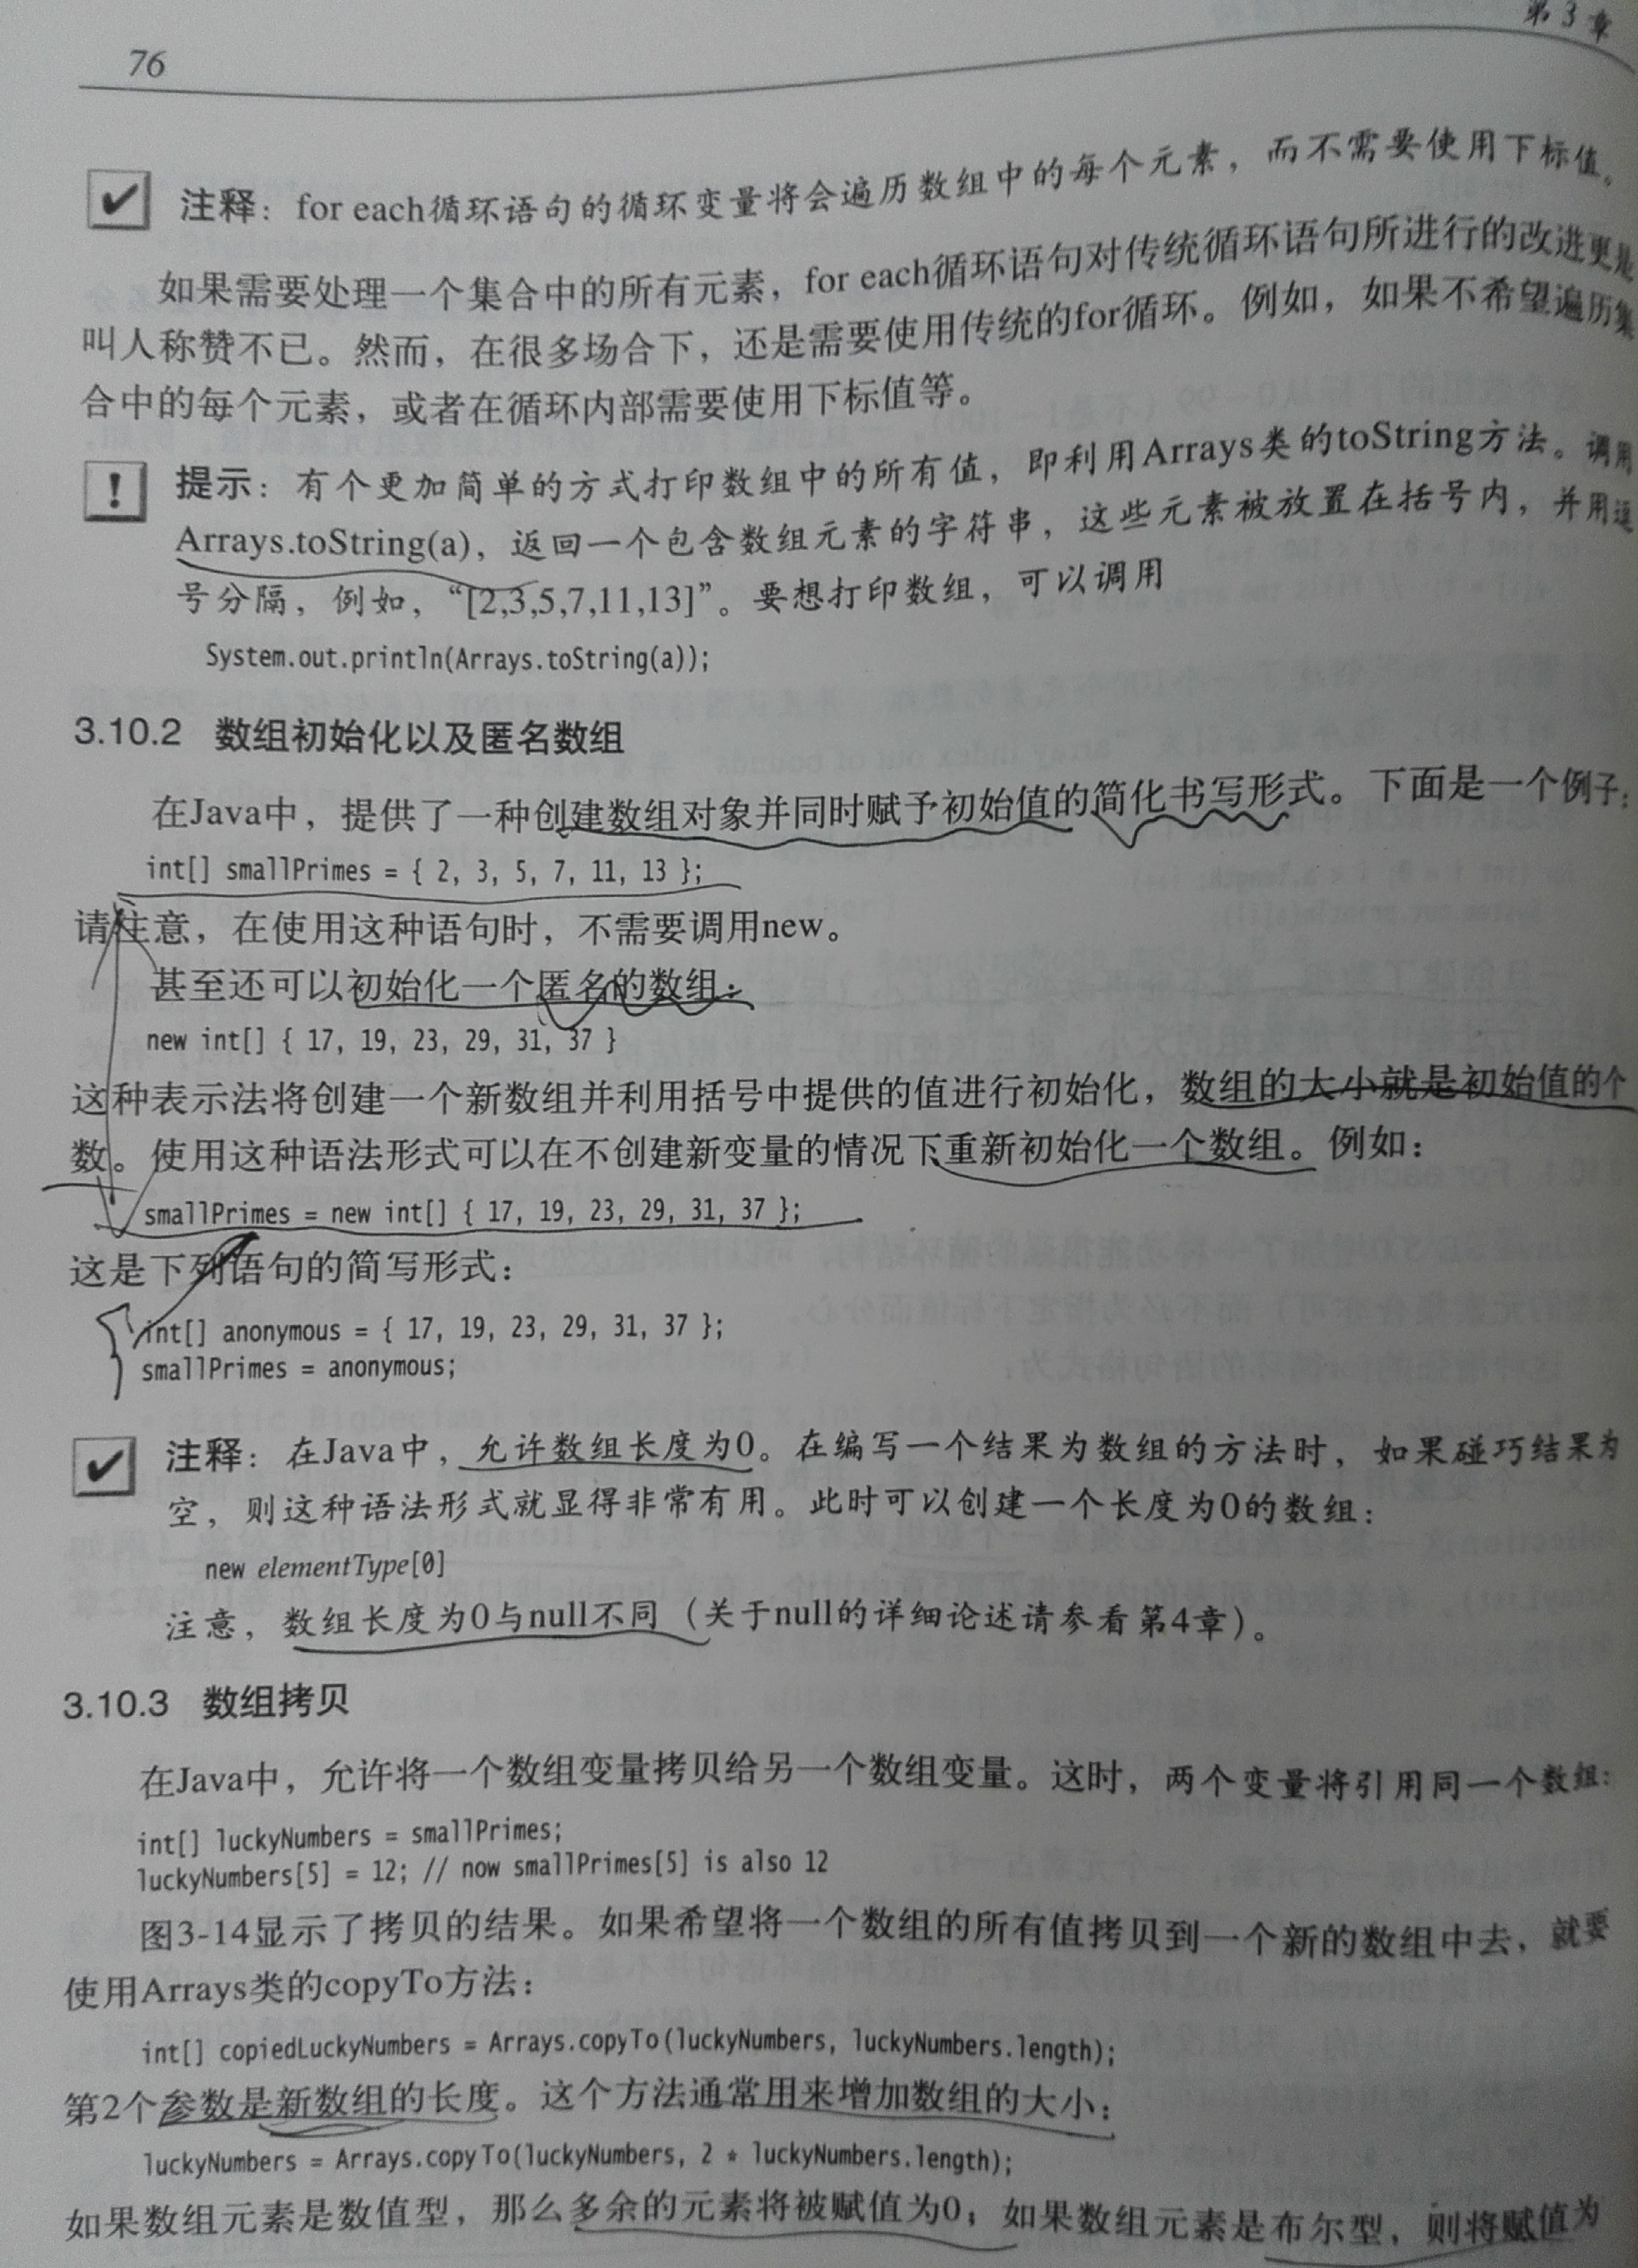 第3章
76
注释：for each循环语句的循环变量将会遍历数组中的每个元素，而不需要使用下标值。
如果需要处理一个集合中的所有元素，for each循环语句对传统循环语句所进行的改进更是
叫人称赞不已。然而，在很多场合下，还是需要使用传统的for循环。例如，如果不希望遍历集
合中的每个元素，或者在循环内部需要使用下标值等。
提示：有个更加简单的方式打印数组中的所有值，即利用Arrays类的toString方法。调用
Arrays.toString(a)，返回一个包含数组元素的字符串，这些元素被放置在括号内，并用逗
号分隔，例如，“[2,3,5,7,11,13]”。要想打印数组，可以调用
System.out.println(Arrays.toString(a));
3.10.2 数组初始化以及匿名数组
在Java中，提供了一种创建数组对象并同时赋予初始值的简化书写形式。下面是一个例子：
int[] smallPrimes = { 2, 3, 5, 7, 11, 13 };
请注意，在使用这种语句时，不需要调用new。
甚至还可以初始化一个匿名的数组：
new int[] { 17, 19, 23, 29, 31, 37 }
这种表示法将创建一个新数组并利用括号中提供的值进行初始化，数组的大小就是初始值的个
数。使用这种语法形式可以在不创建新变量的情况下重新初始化一个数组。例如：
smallPrimes = new int[] { 17, 19, 23, 29, 31, 37 };
这是下列语句的简写形式：
int[] anonymous = { 17, 19, 23, 29, 31, 37 };
smallPrimes = anonymous;
注释：在Java中，允许数组长度为0。在编写一个结果为数组的方法时，如果碰巧结果为
空，则这种语法形式就显得非常有用。此时可以创建一个长度为0的数组：
new elementType[0]
注意，数组长度为0与null不同（关于null的详细论述请参看第4章）。
3.10.3 数组拷贝
在Java中，允许将一个数组变量拷贝给另一个数组变量。这时，两个变量将引用同一个数组：
int[] luckyNumbers = smallPrimes;
luckyNumbers[5] = 12; // now smallPrimes[5] is also 12
图3-14显示了拷贝的结果。如果希望将一个数组的所有值拷贝到一个新的数组中去，就要
使用Arrays类的copyTo方法：
int[] copiedLuckyNumbers = Arrays.copyTo(luckyNumbers, luckyNumbers.length);
第2个参数是新数组的长度。这个方法通常用来增加数组的大小：
luckyNumbers = Arrays.copyTo(luckyNumbers, 2 * luckyNumbers.length);
如果数组元素是数值型，那么多余的元素将被赋值为0；如果数组元素是布尔型，则将赋值为